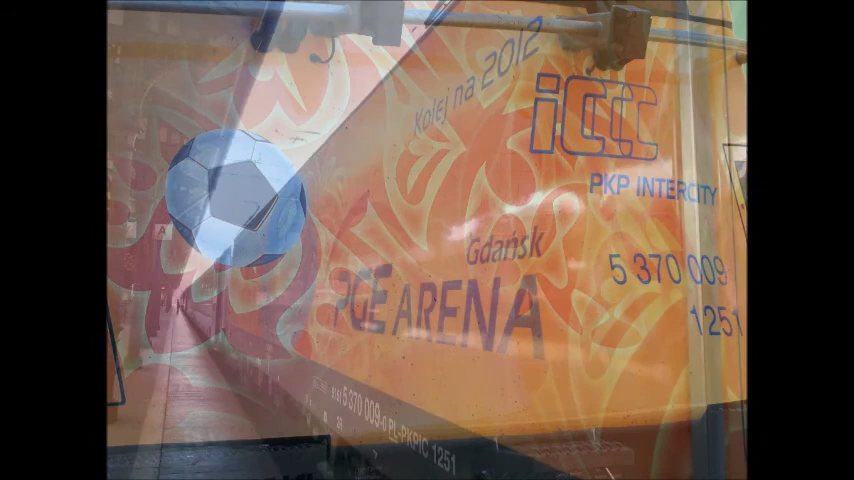 Kolej na 2012
iCCC
PKP INTERCITY
A
Gdańsk
PGE ARENA
5 370 009
1251
5 370 009-0 PL-PKPIC 1251